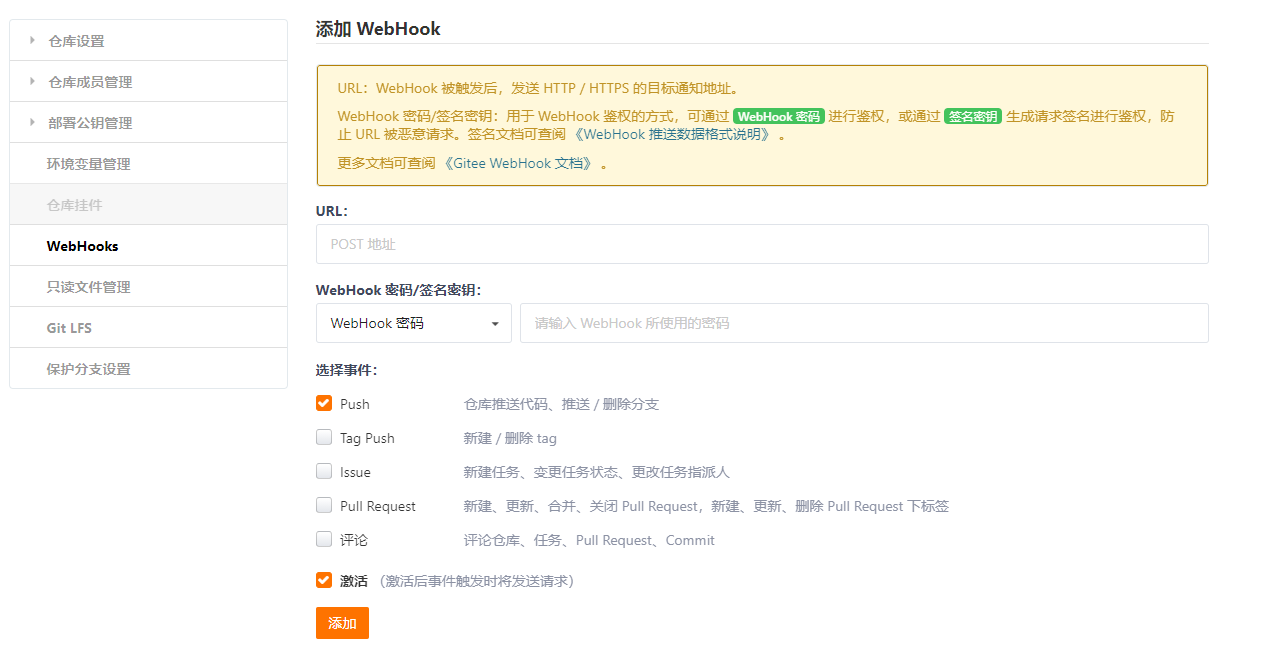 仓库设置
仓库成员管理
部署公钥管理
环境变量管理
仓库挂件
WebHooks
只读文件管理
Git LFS
保护分支设置
添加 WebHook
URL：WebHook 被触发后，发送 HTTP / HTTPS 的目标通知地址。
WebHook 密码/签名密钥：用于 WebHook 鉴权的方式，可通过 WebHook 密码 进行鉴权，或通过 签名密钥 生成请求签名进行鉴权，防
止 URL 被恶意请求。签名文档可查阅 《WebHook 推送数据格式说明》 。
更多文档可查阅 《Gitee WebHook 文档》 。
URL：
POST 地址
WebHook 密码/签名密钥：
WebHook 密码
请输入 WebHook 所使用的密码
选择事件：
Push 仓库推送代码、推送 / 删除分支
Tag Push 新建 / 删除 tag
Issue 新建任务、变更任务状态、更改任务指派人
Pull Request 新建、更新、合并、关闭 Pull Request，新建、更新、删除 Pull Request 下标签
评论 评论仓库、任务、Pull Request、Commit
激活 （激活后事件触发时将发送请求）
添加